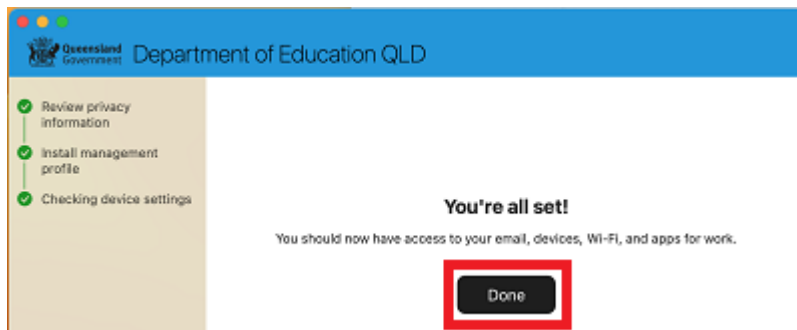 Queensland
Government
Department of Education QLD
Review privacy
information
Install management
profile
Checking device settings
You're all set!
You should now have access to your email, devices, Wi-Fi, and apps for work.
Done